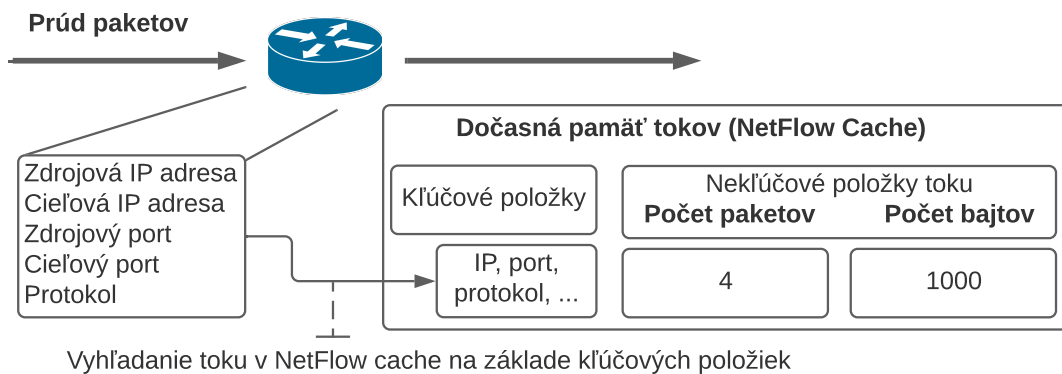 Prúd paketov
Dočasná pamäť tokov (NetFlow Cache)
Zdrojová IP adresa
Cieľová IP adresa
Zdrojový port
Cieľový port
Protokol
Kľúčové položky
Nekľúčové položky toku
Počet paketov Počet bajtov
IP, port,
protokol, ...
4
1000
Vyhľadanie toku v NetFlow cache na základe kľúčových položiek